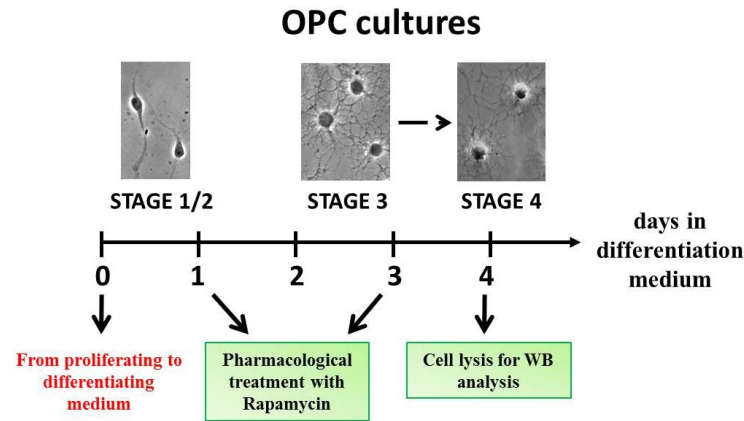 OPC cultures
STAGE 1/2
STAGE 3
STAGE 4
0
1
2
3
4
days in
differentiation
medium
From proliferating to
differentiating
medium
Pharmacological
treatment with
Rapamycin
Cell lysis for WB
analysis